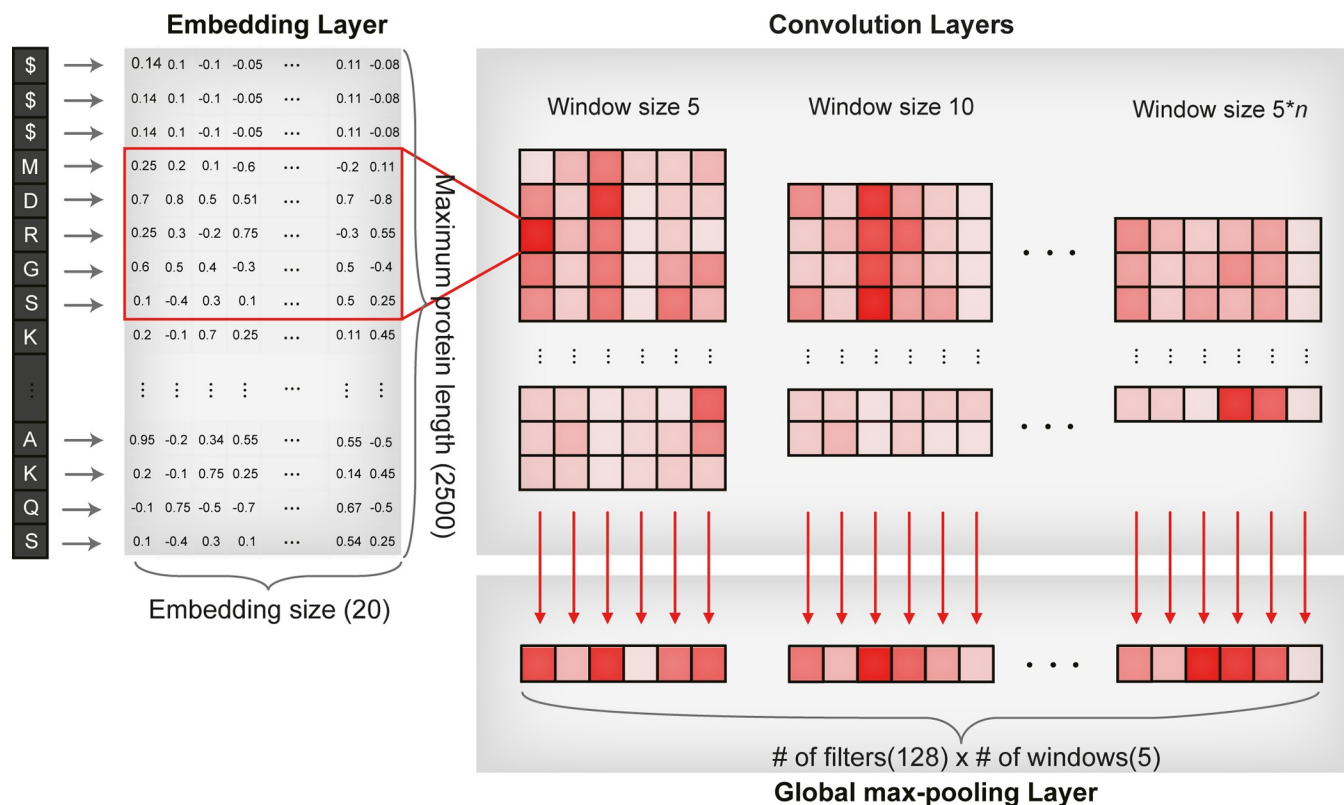 Embedding Layer
Convolution Layers
$ 0.14 0.1 -0.1 -0.05 ... 0.11 -0.08
$ 0.14 0.1 -0.1 -0.05 ... 0.11 -0.08
$ 0.14 0.1 -0.1 -0.05 ... 0.11 -0.08
M 0.25 0.2 0.1 -0.6 ... -0.2 0.11
D 0.7 0.8 0.5 0.51 ... 0.7 -0.8
R 0.25 0.3 -0.2 0.75 ... -0.3 0.55
G 0.6 0.5 0.4 -0.3 ... 0.5 -0.4
S 0.1 -0.4 0.3 0.1 ... 0.5 0.25
K 0.2 -0.1 0.7 0.25 ... 0.11 0.45
A 0.95 -0.2 0.34 0.55 ... 0.55 -0.5
K 0.2 -0.1 0.75 0.25 ... 0.14 0.45
Q -0.1 0.75 -0.5 -0.7 ... 0.67 -0.5
S 0.1 -0.4 0.3 0.1 ... 0.54 0.25
Embedding size (20)
Maximum protein length (2500)
Window size 5
Window size 10
Window size 5*n
# of filters(128) x # of windows(5)
Global max-pooling Layer